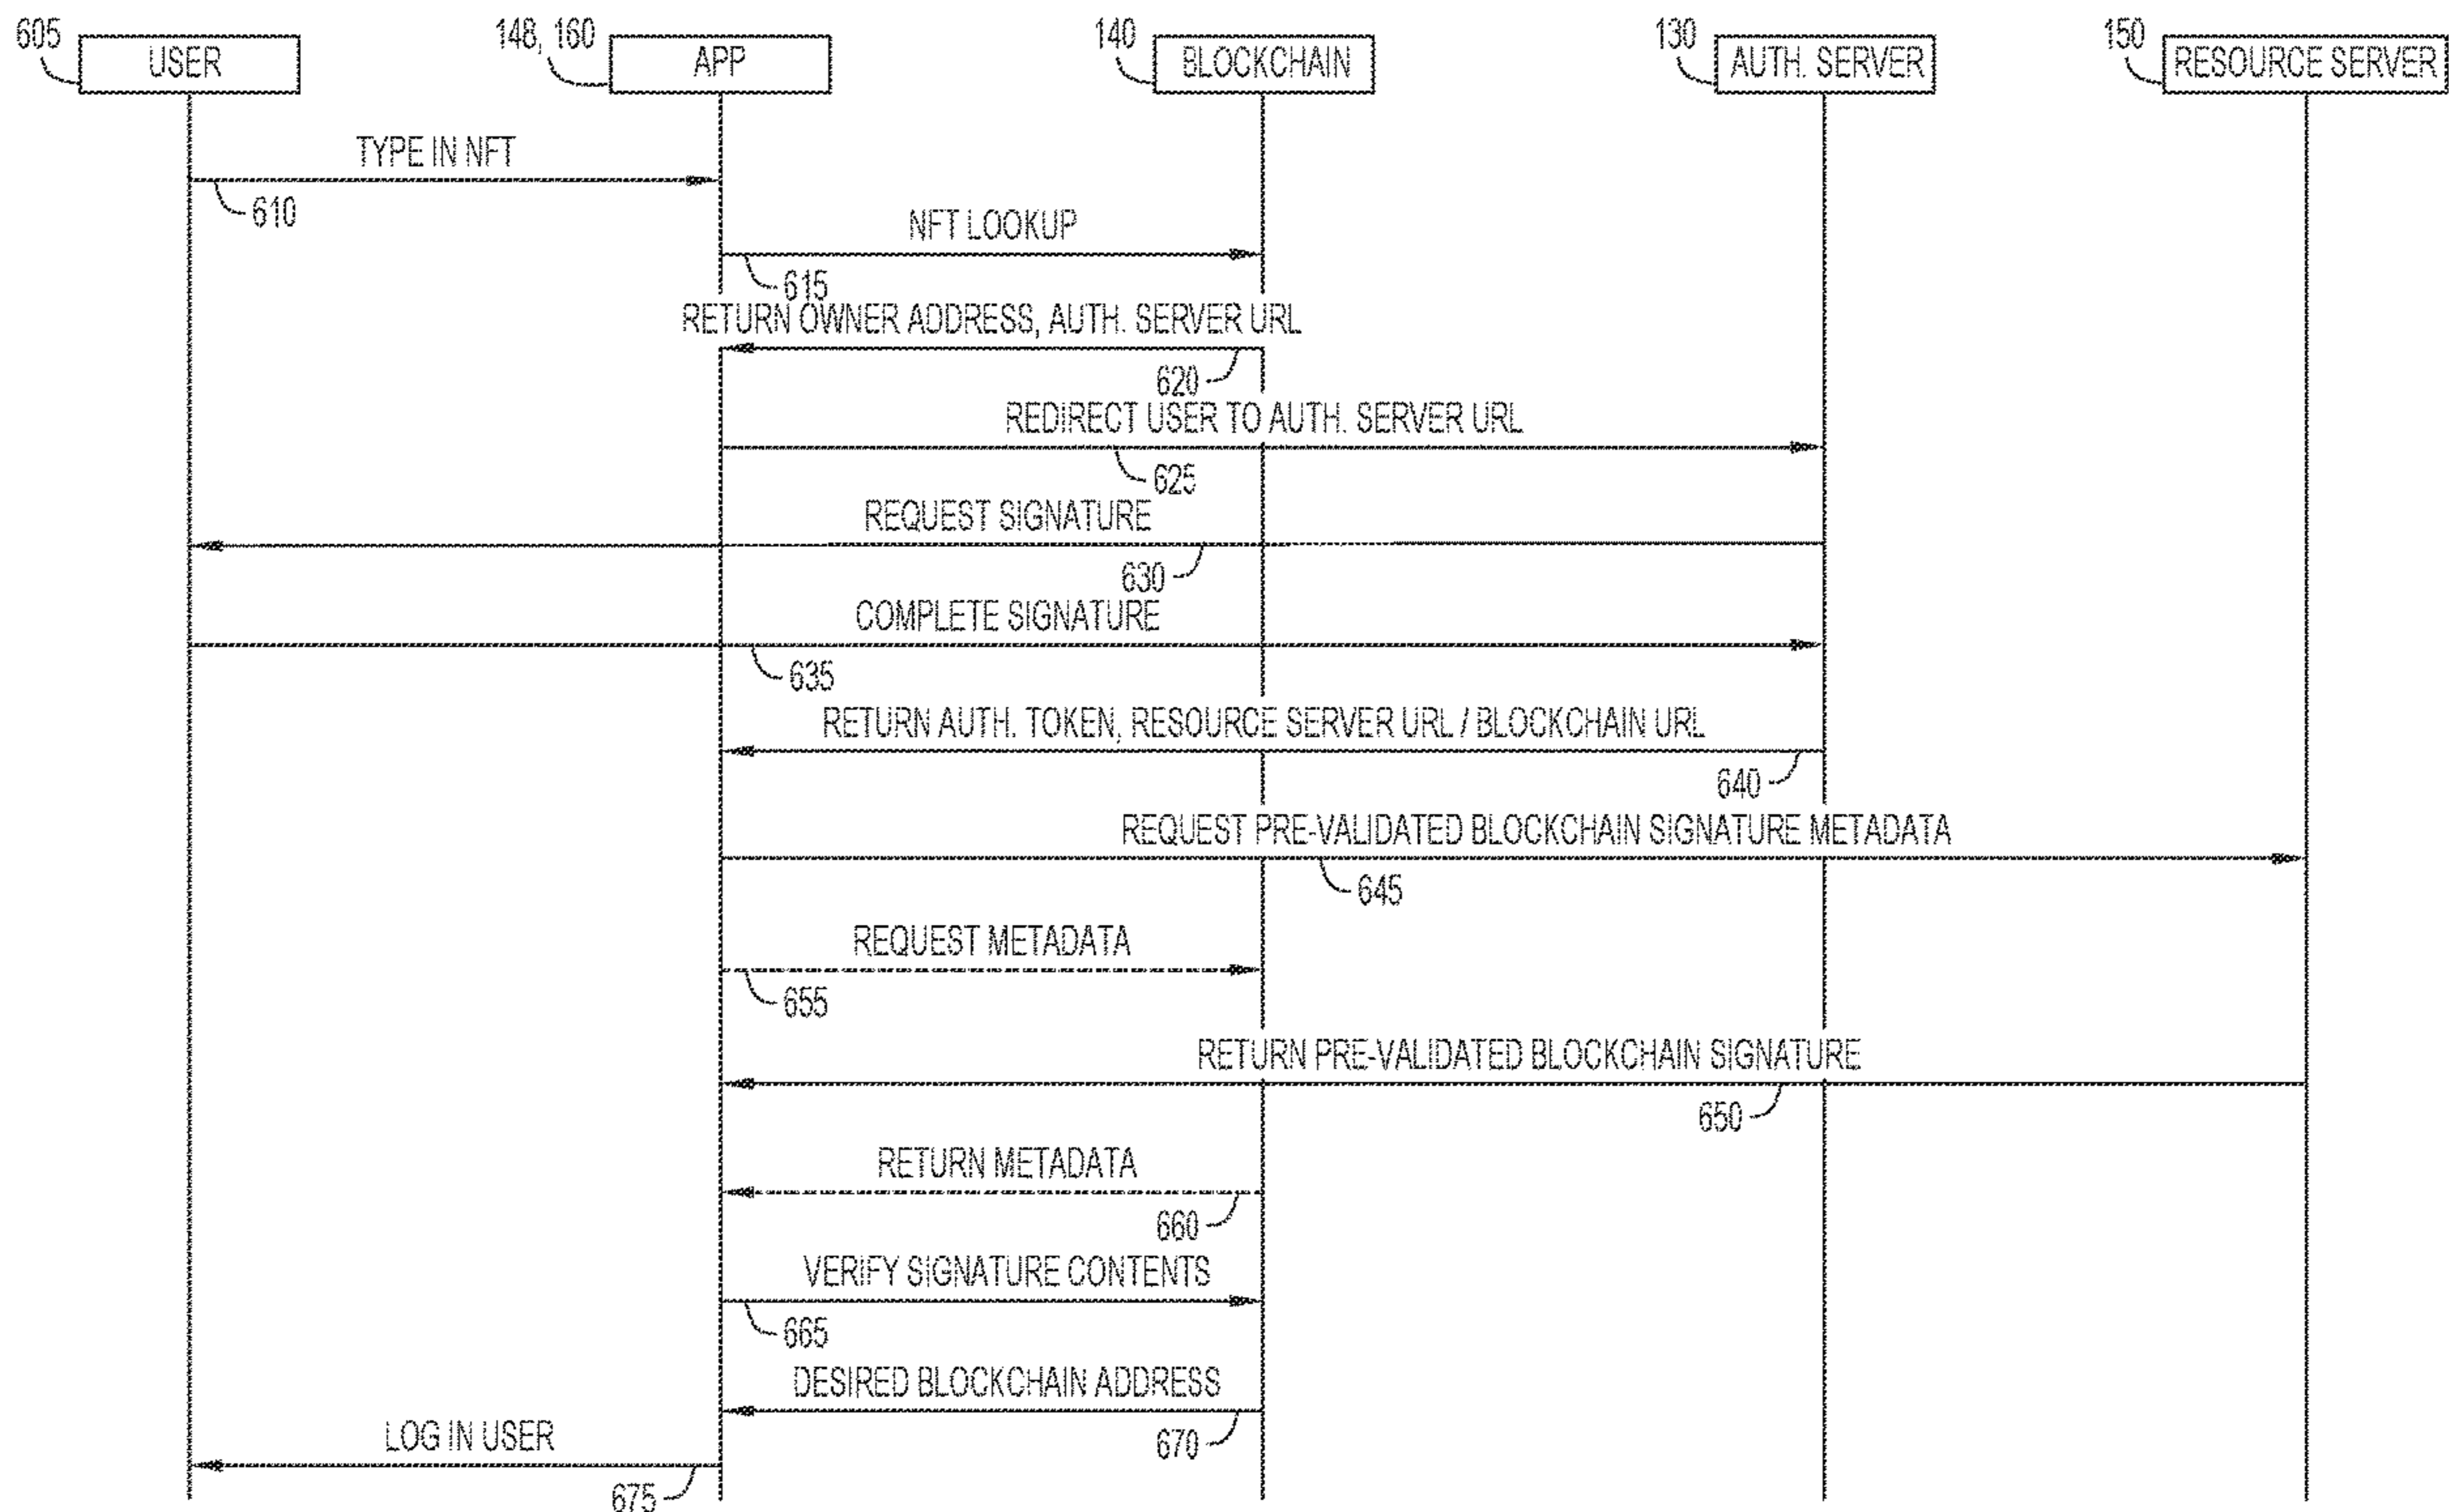 605 USER
148, 160 APP
140 BLOCKCHAIN
130 AUTH. SERVER
150 RESOURCE SERVER
TYPE IN NFT
610
NFT LOOKUP
615
RETURN OWNER ADDRESS, AUTH. SERVER URL
620
REDIRECT USER TO AUTH. SERVER URL
625
REQUEST SIGNATURE
630
COMPLETE SIGNATURE
635
RETURN AUTH. TOKEN, RESOURCE SERVER URL / BLOCKCHAIN URL
640
REQUEST PRE-VALIDATED BLOCKCHAIN SIGNATURE METADATA
645
REQUEST METADATA
655
RETURN PRE-VALIDATED BLOCKCHAIN SIGNATURE
650
RETURN METADATA
660
VERIFY SIGNATURE CONTENTS
665
DESIRED BLOCKCHAIN ADDRESS
670
LOG IN USER
675